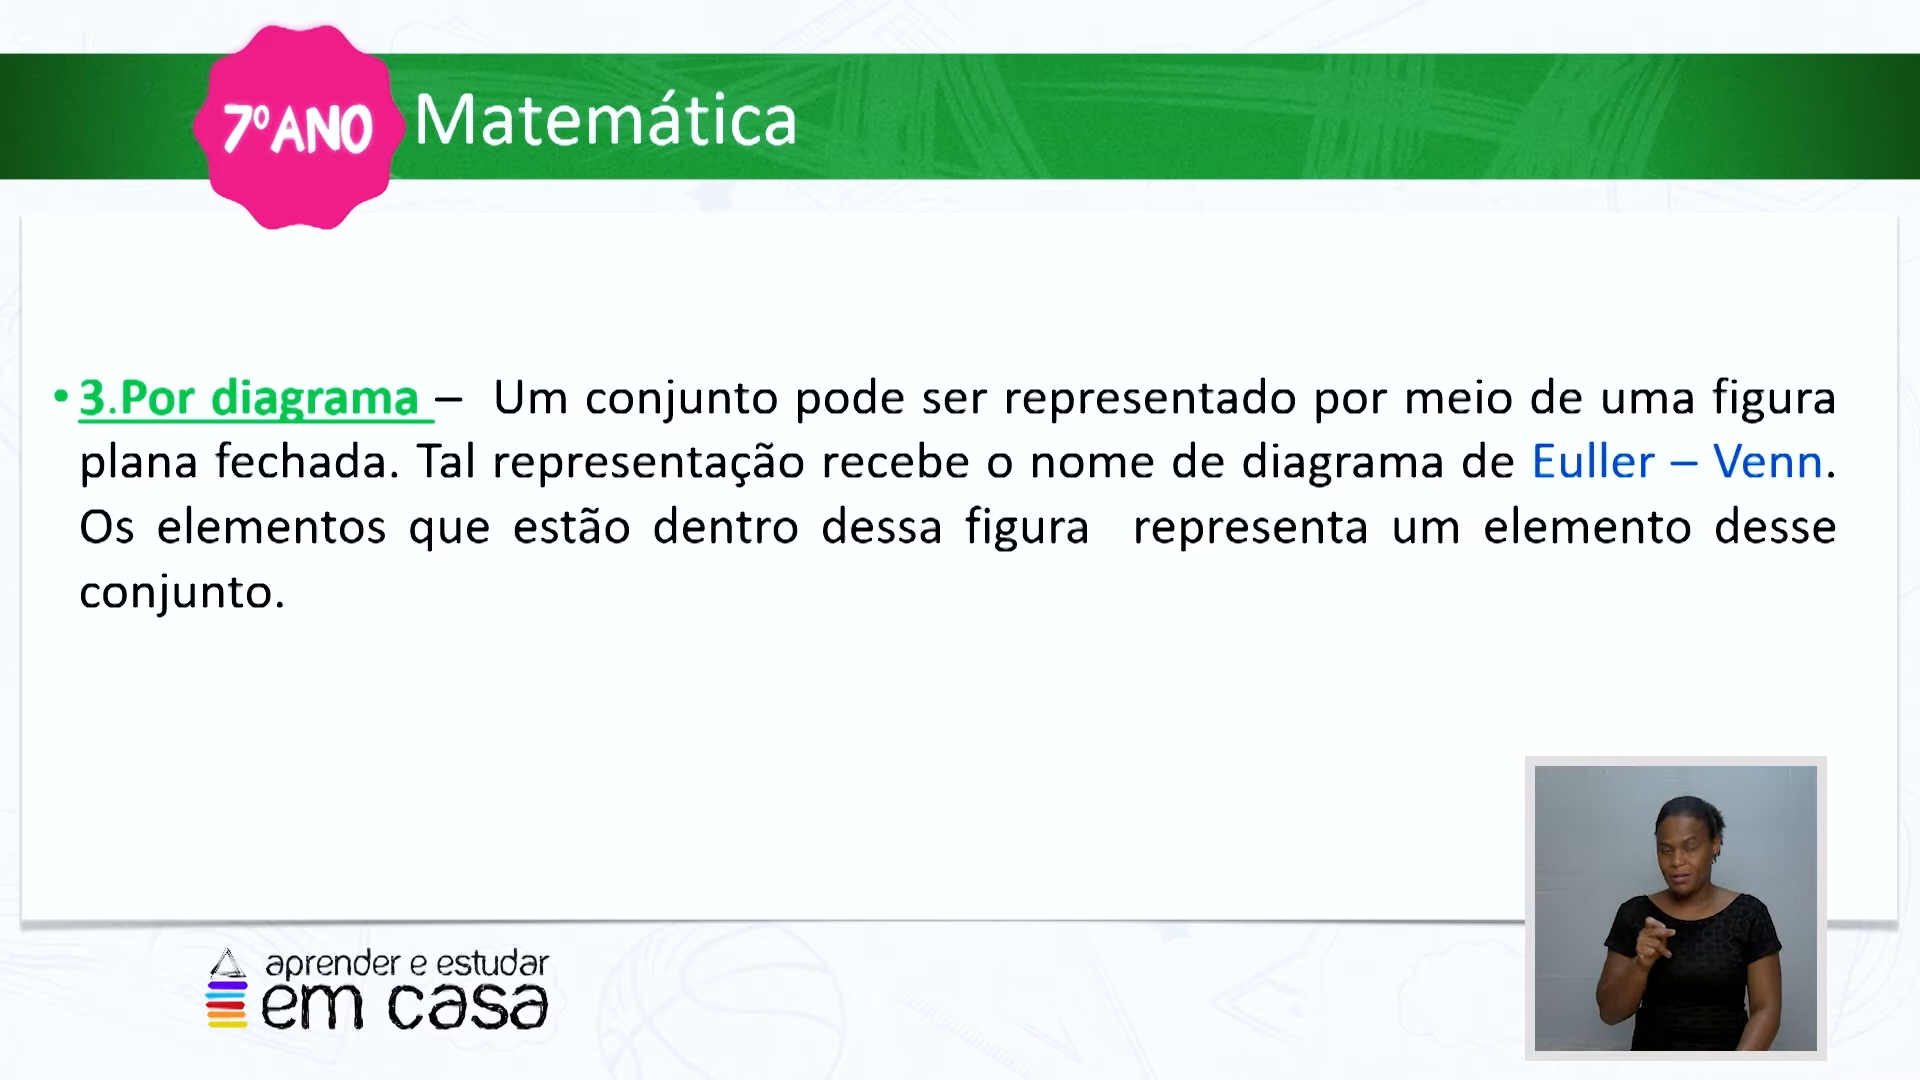 7º ANO Matemática
• 3.Por diagrama – Um conjunto pode ser representado por meio de uma figura
plana fechada. Tal representação recebe o nome de diagrama de Euller – Venn.
Os elementos que estão dentro dessa figura representa um elemento desse
conjunto.
aprender e estudar
em casa